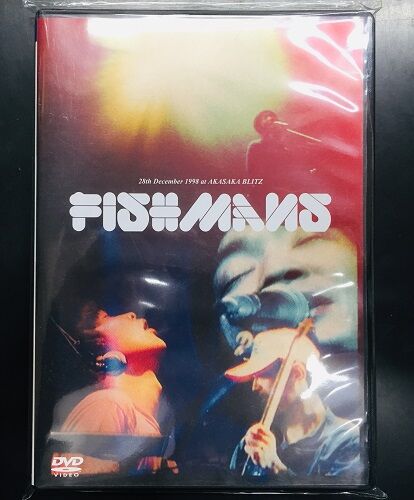 28th December 1998 at AKASAKA BLITZ
FISHMANS
DVD
VIDEO